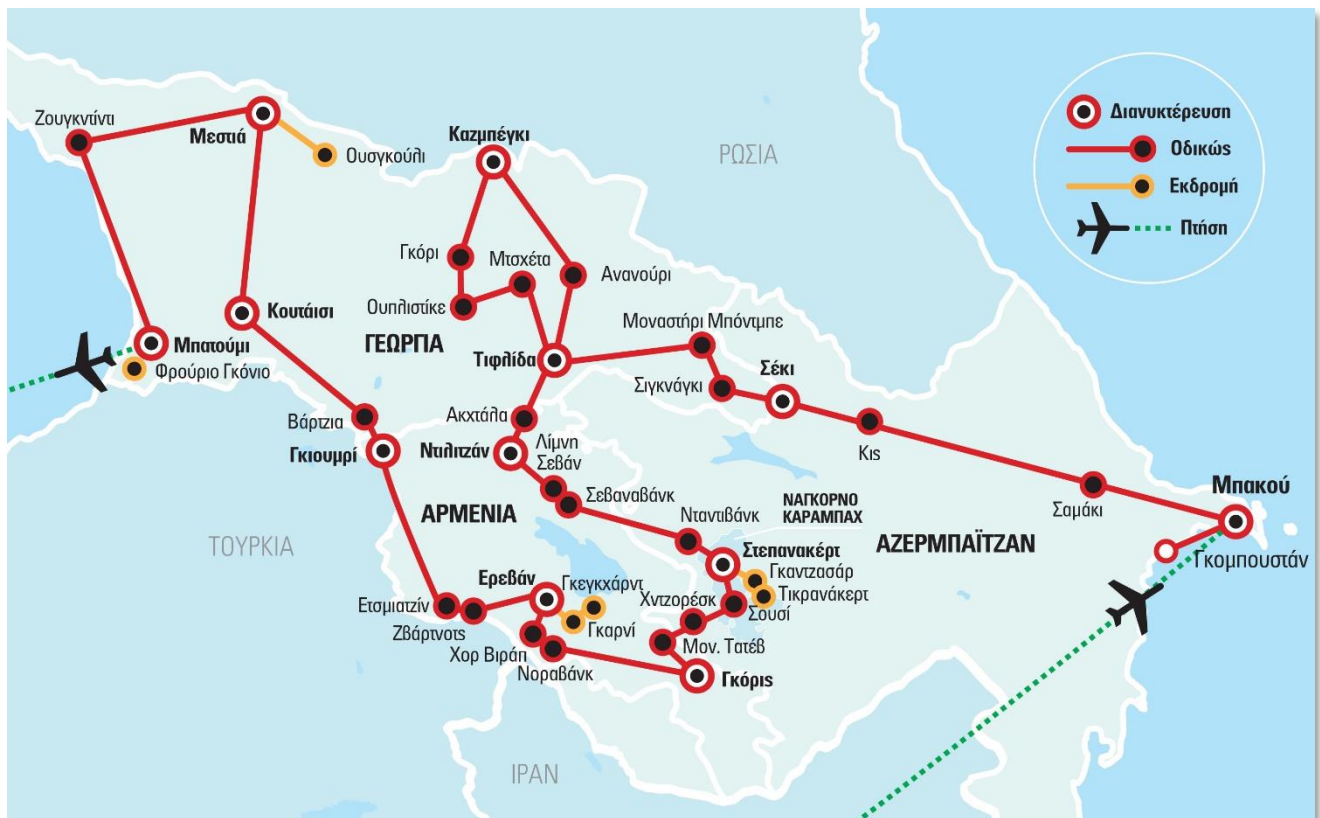 Ζουγκντίντι
Μεστιά
Ουσγκούλι
Καζμπέγκι
ΡΩΣΙΑ
Διανυκτέρευση
Οδικώς
Εκδρομή
Πτήση
Γκόρι
Μτσχέτα
Ανανούρι
Ουπλιστίκε
Κουτάισι
ΓΕΩΡΓΙΑ
Μπατούμι
Φρούριο Γκόνιο
Τιφλίδα
Μοναστήρι Μπόντμπε
Σιγκνάγκι
Σέκι
Κις
Βάρτζια
Γκιουμρί
Ακχτάλα
Ντιλιτζάν
Λίμνη
Σεβάν
Σεβαναβάνκ
ΑΡΜΕΝΙΑ
ΤΟΥΡΚΙΑ
Νταντιβάνκ
ΝΑΓΚΟΡΝΟ
ΚΑΡΑΜΠΑΧ
ΑΖΕΡΜΠΑΪΤΖΑΝ
Σαμάκι
Μπακού
Γκομπουστάν
Στεπανακέρτ
Γκαντζασάρ
Τικρανάκερτ
Σουσί
Χντζορέσκ
Μον. Τατέβ
Γκόρις
Ερεβάν
Γκεγκχάρντ
Γκαρνί
Ετσμιατζίν
Ζβάρτνοτς
Χορ Βιράπ
Νοραβάνκ
ΙΡΑΝ